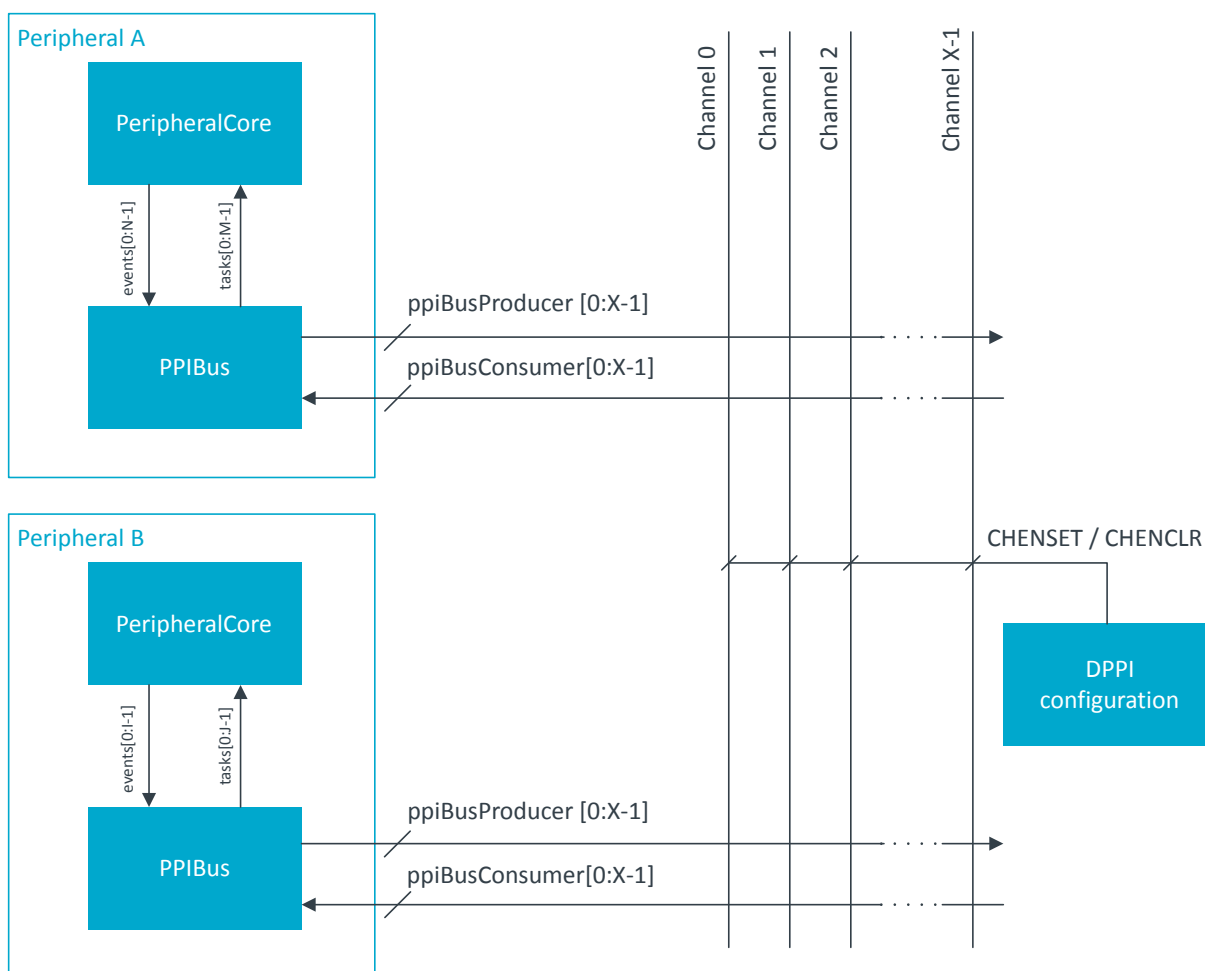 Peripheral A
PeripheralCore
events[0:N-1]
tasks[0:M-1]
PPIBus
ppiBusProducer [0:X-1]
ppiBusConsumer[0:X-1]
Channel 0
Channel 1
Channel 2
Channel X-1
Peripheral B
PeripheralCore
events[0:I-1]
tasks[0:J-1]
PPIBus
ppiBusProducer [0:X-1]
ppiBusConsumer[0:X-1]
CHENSET / CHENCLR
DPPI
configuration